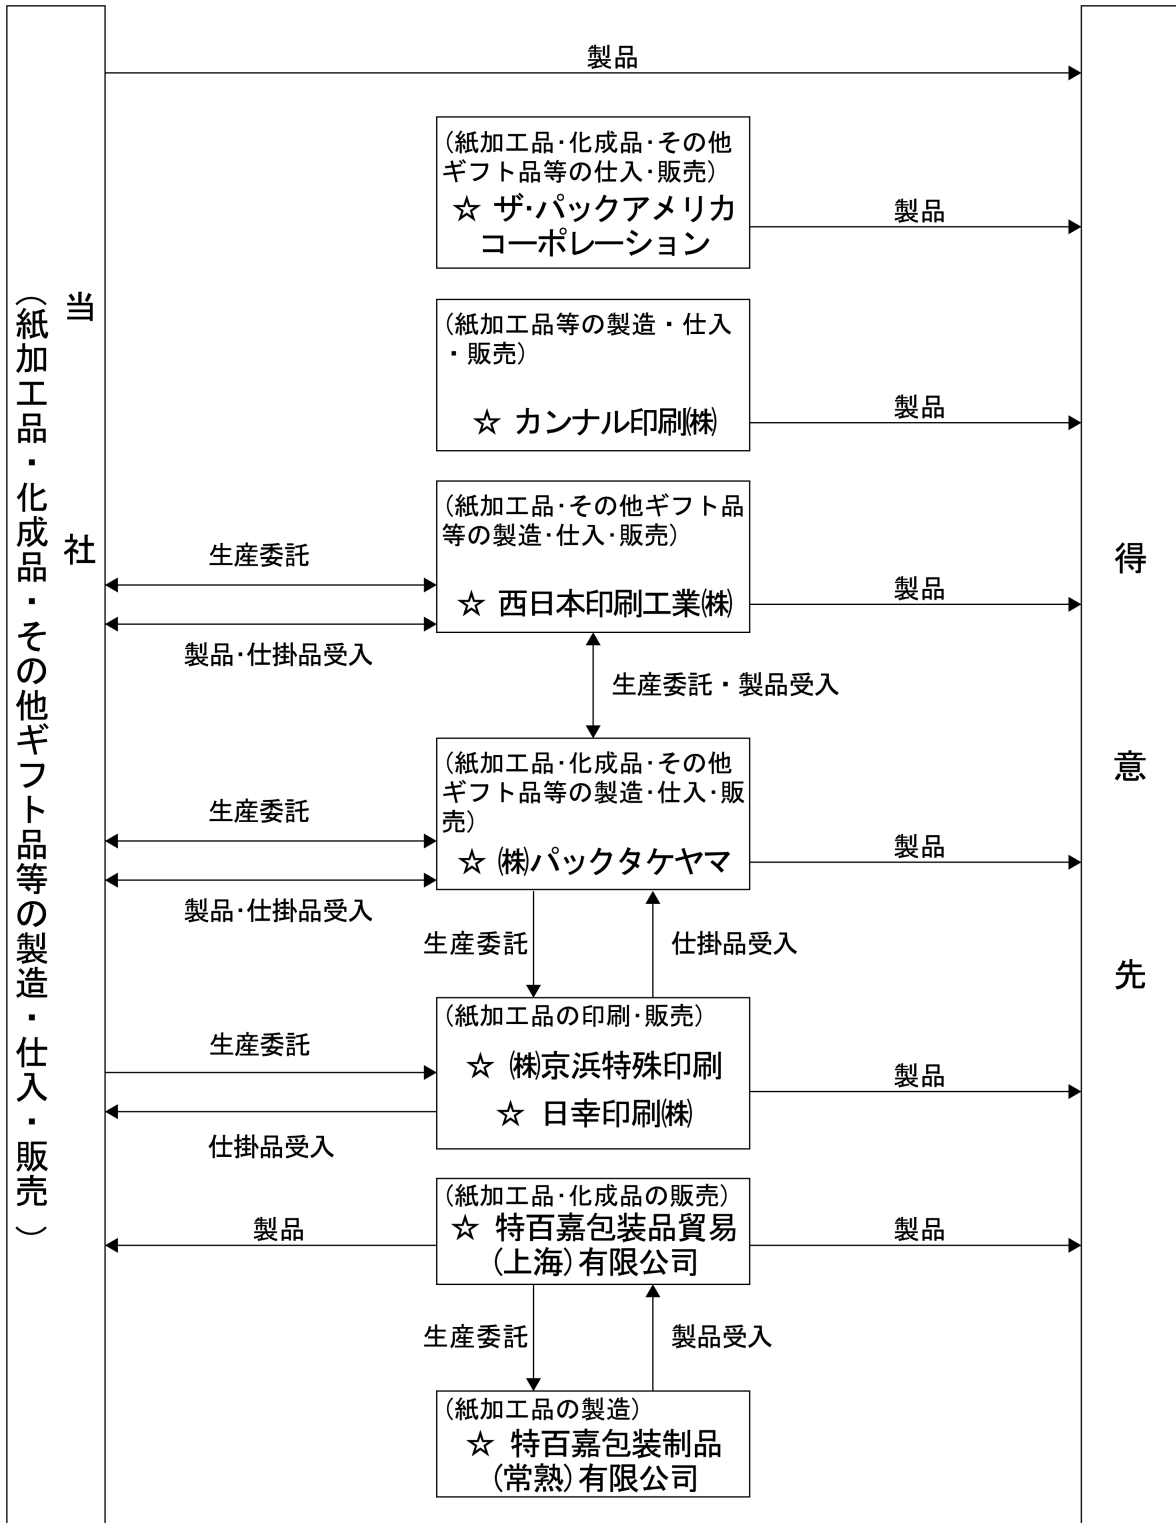 当社
(紙加工品・化成品・その他ギフト品等の製造・仕入・販売)
製品
(紙加工品・化成品・その他
ギフト品等の仕入・販売)
☆ ザ・パックアメリカ
コーポレーション
製品
(紙加工品等の製造・仕入
・販売)
☆ カンナル印刷㈱
製品
(紙加工品・その他ギフト品
等の製造・仕入・販売)
☆ 西日本印刷工業㈱
生産委託
製品・仕掛品受入
製品
生産委託・製品受入
(紙加工品・化成品・その他
ギフト品等の製造・仕入・販
売)
☆ ㈱パックタケヤマ
生産委託
製品・仕掛品受入
製品
生産委託
仕掛品受入
(紙加工品の印刷・販売)
☆ ㈱京浜特殊印刷
☆ 日幸印刷㈱
生産委託
仕掛品受入
製品
(紙加工品・化成品の販売)
☆ 特百嘉包装品貿易
(上海)有限公司
製品
製品
生産委託
製品受入
(紙加工品の製造)
☆ 特百嘉包装制品
(常熟)有限公司
得意先